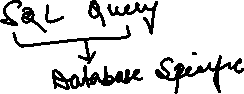 SQL Query
Database Specific